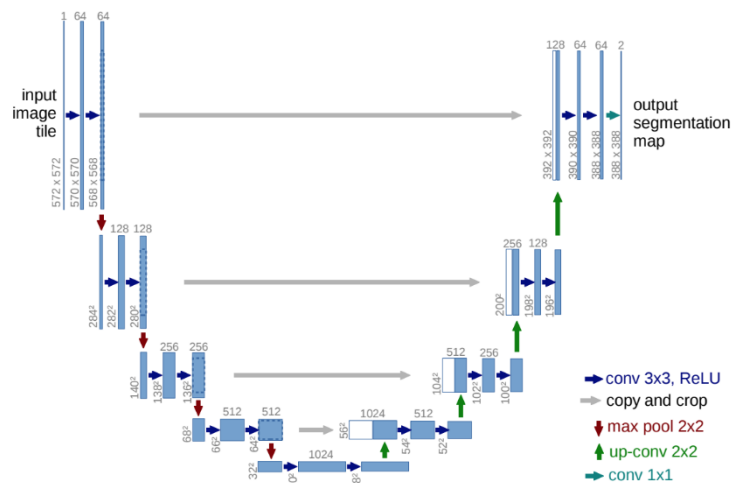 1 64 64
input
image
tile
572 x 572
570 x 570
568 x 568
128 64 64 2
output
segmentation
map
392 x 392
390 x 390
388 x 388
388 x 388
128 128
284²
282²
280²
256 128
200²
198²
196²
256 256
140²
138²
136²
512 256
104²
102²
100²
512 512
68²
66²
64²
1024 512
56²
54²
52²
1024
32²
0²
8²
conv 3x3, ReLU
copy and crop
max pool 2x2
up-conv 2x2
conv 1x1